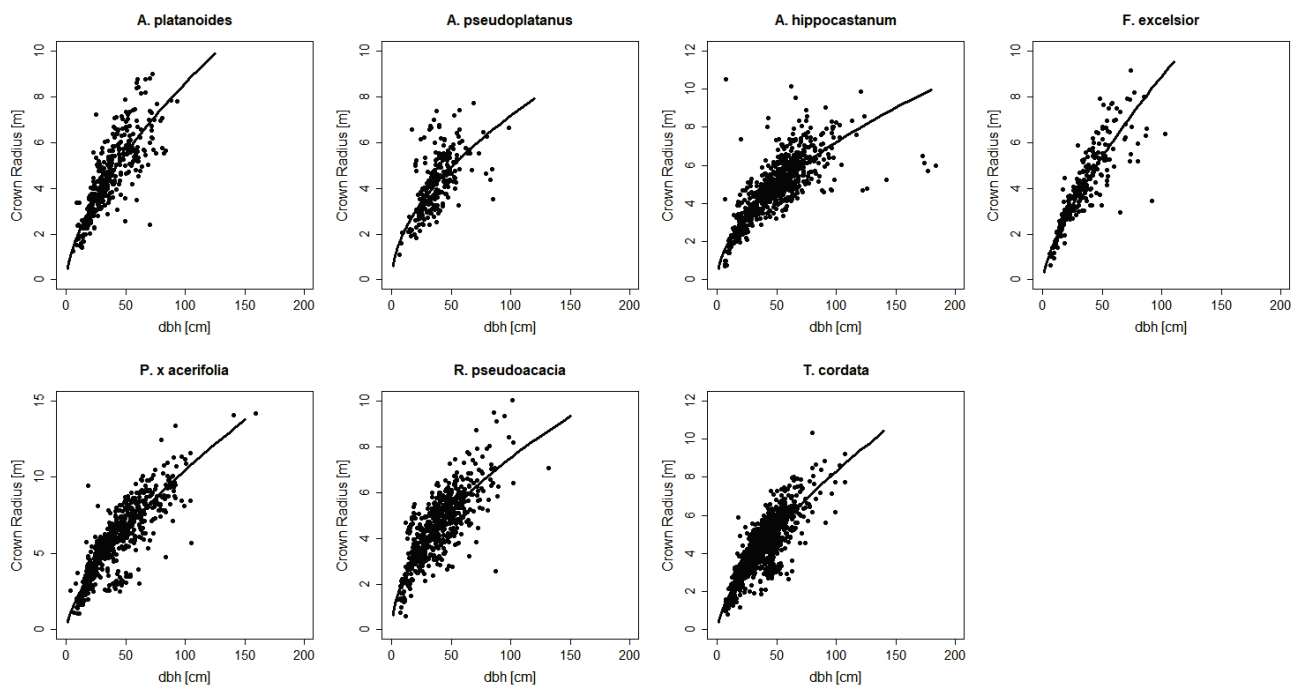 A. platanoides
A. pseudoplatanus
A. hippocastanum
F. excelsior
Crown Radius [m]
0 2 4 6 8 10
0 50 100 150 200
dbh [cm]
Crown Radius [m]
0 2 4 6 8 10
0 50 100 150 200
dbh [cm]
Crown Radius [m]
0 2 4 6 8 10 12
0 50 100 150 200
dbh [cm]
Crown Radius [m]
0 2 4 6 8 10
0 50 100 150 200
dbh [cm]
P. x acerifolia
R. pseudoacacia
T. cordata
Crown Radius [m]
0 5 10 15
0 50 100 150 200
dbh [cm]
Crown Radius [m]
0 2 4 6 8 10
0 50 100 150 200
dbh [cm]
Crown Radius [m]
0 2 4 6 8 10 12
0 50 100 150 200
dbh [cm]